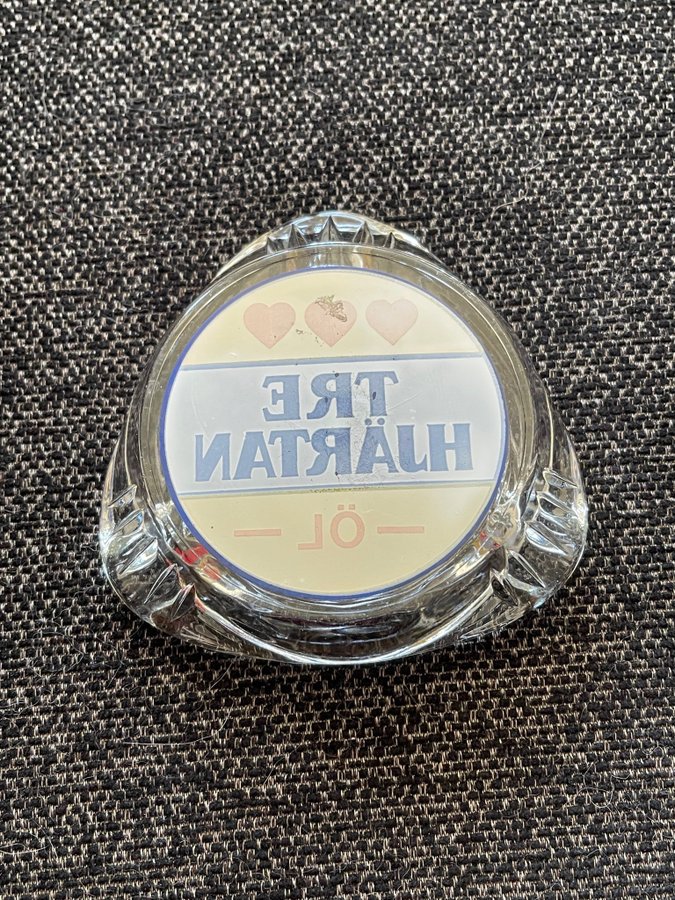 TRE
HJÄRTAN
— ÖL —